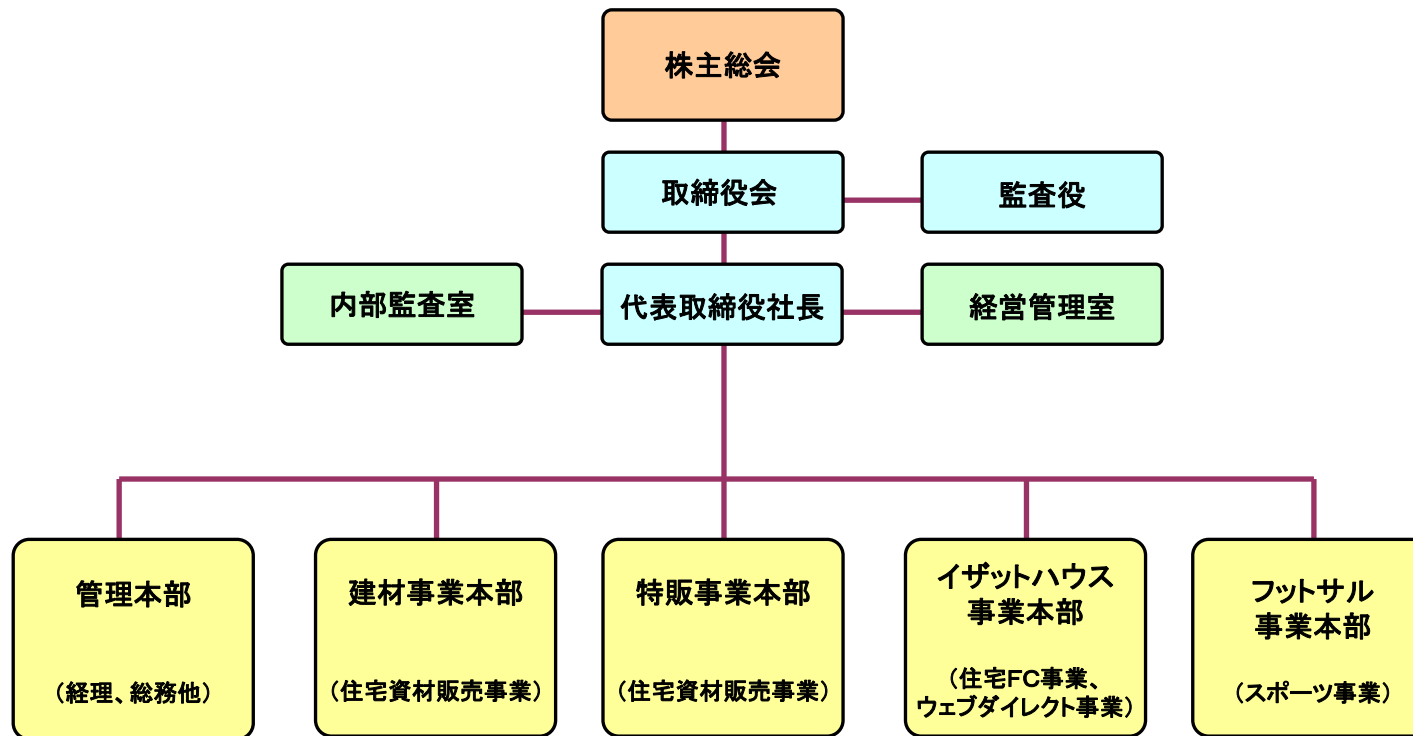 株主総会
取締役会
監査役
内部監査室
代表取締役社長
経営管理室
管理本部
（経理、総務他）
建材事業本部
（住宅資材販売事業）
特販事業本部
（住宅資材販売事業）
イザットハウス
事業本部
（住宅FC事業、
ウェブダイレクト事業）
フットサル
事業本部
（スポーツ事業）